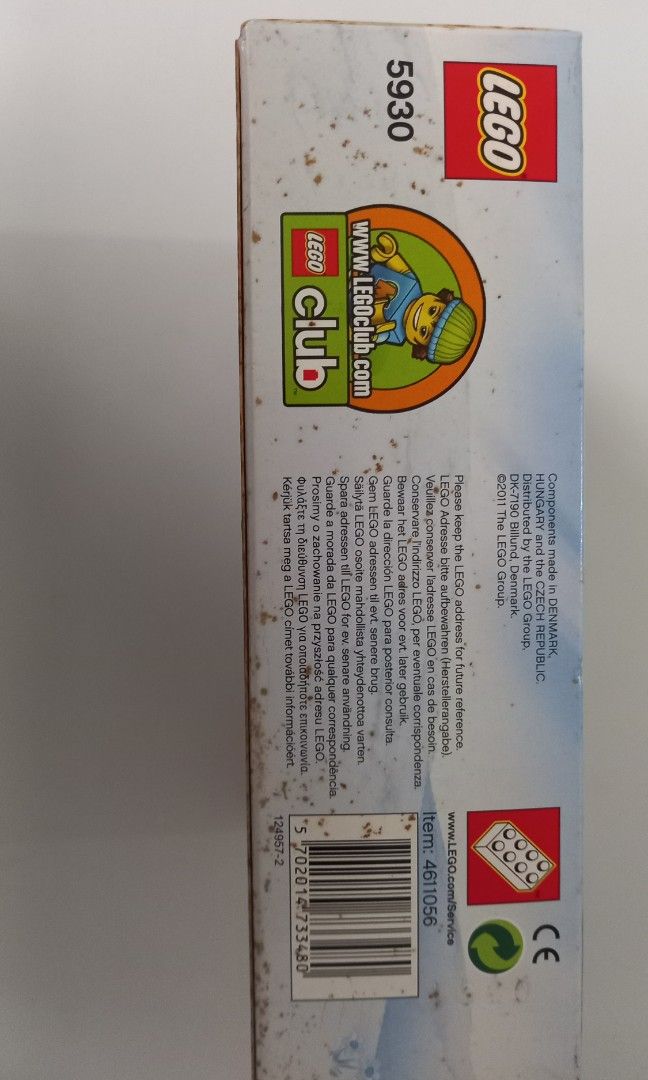 LEGO
5930
www.LEGOclub.com
LEGO
club
™
Components made in DENMARK,
HUNGARY and the CZECH REPUBLIC.
Distributed by the LEGO Group,
DK-7190 Billund, Denmark.
©2011 The LEGO Group.
Please keep the LEGO address for future reference.
LEGO Adresse bitte aufbewahren (Herstellerangabe).
Veuillez conserver l'adresse LEGO en cas de besoin.
Conservare l'indirizzo LEGO, per eventuale corrispondenza.
Bewaar het LEGO adres voor evt. later gebruik.
Guarde la dirección LEGO para posterior consulta.
Gem LEGO adressen til evt. senere brug.
Säilytä LEGO osoite mahdollista yhteydenottoa varten.
Spara adressen till LEGO for ev. senare användning.
Guarde a morada da LEGO para qualquer correspondência.
Prosimy o zachowanie na przyszłość adresu LEGO.
Φυλάξτε τη διεύθυνση LEGO για οποιαδήποτε επικοινωνία.
Kérjük tartsa meg a LEGO címet további információért.
CE
www.LEGO.com/Service
Item: 4611056
5 702014 733480
124957-2